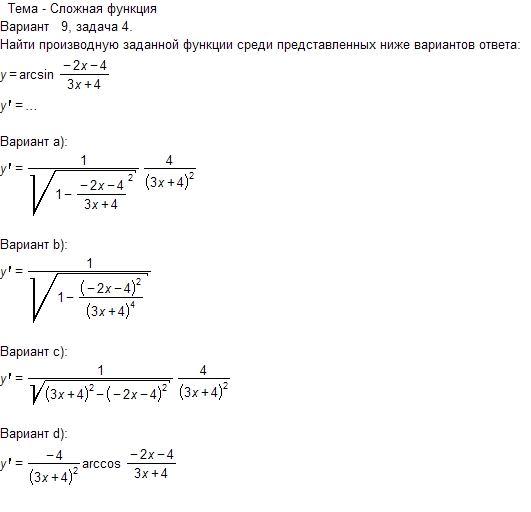 Тема - Сложная функция
Вариант 9, задача 4.
Найти производную заданной функции среди представленных ниже вариантов ответа:
y = arcsin \frac{-2x-4}{3x+4}
y' = ...
Вариант a):
y' = \frac{1}{\sqrt{1-\frac{-2x-4}{3x+4}^2}} \frac{4}{(3x+4)^2}
Вариант b):
y' = \frac{1}{\sqrt{1-\frac{(-2x-4)^2}{(3x+4)^4}}}
Вариант c):
y' = \frac{1}{\sqrt{(3x+4)^2-(-2x-4)^2}} \frac{4}{(3x+4)^2}
Вариант d):
y' = \frac{-4}{(3x+4)^2} arccos \frac{-2x-4}{3x+4}